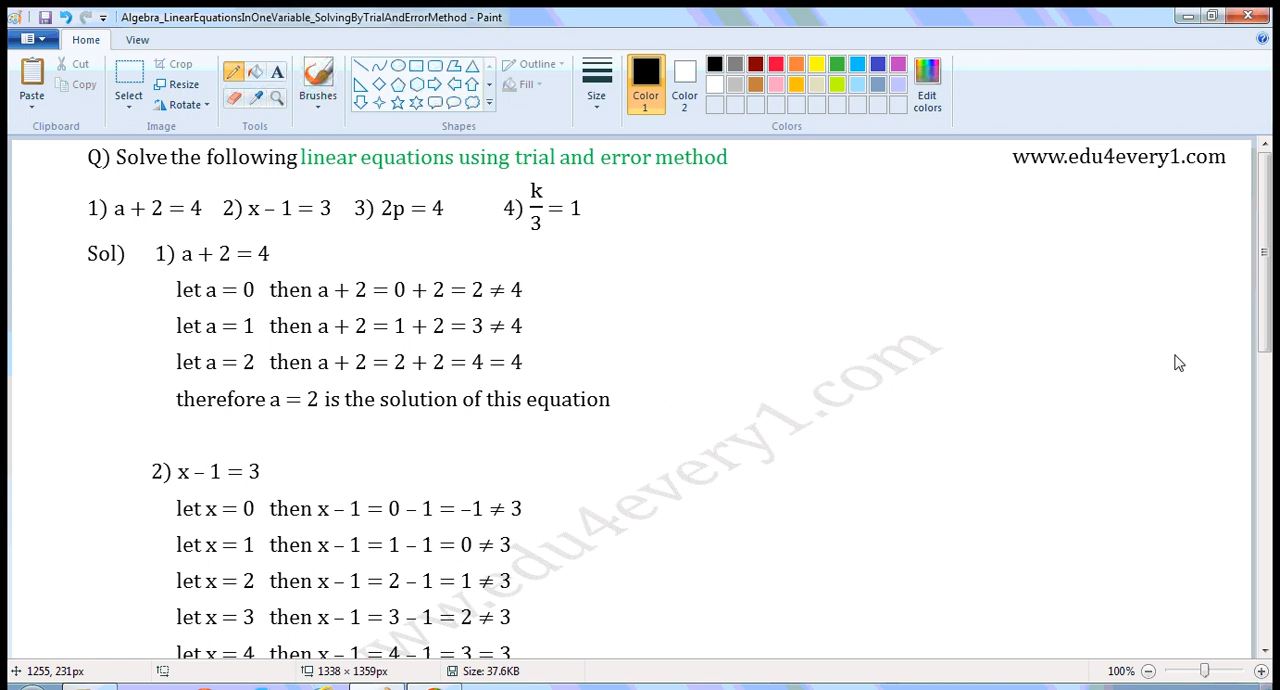 Algebra_LinearEquationsInOneVariable_SolvingByTrialAndErrorMethod - Paint
Home View
Paste Cut Copy Select Crop Resize Rotate A Brushes Outline Fill Size Color 1 Color 2 Edit colors
Clipboard Image Tools Shapes Colors
Q) Solve the following linear equations using trial and error method www.edu4every1.com
1) a + 2 = 4 2) x – 1 = 3 3) 2p = 4 4) k/3 = 1
Sol) 1) a + 2 = 4
let a = 0 then a + 2 = 0 + 2 = 2 ≠ 4
let a = 1 then a + 2 = 1 + 2 = 3 ≠ 4
let a = 2 then a + 2 = 2 + 2 = 4 = 4
therefore a = 2 is the solution of this equation
2) x – 1 = 3
let x = 0 then x – 1 = 0 – 1 = –1 ≠ 3
let x = 1 then x – 1 = 1 – 1 = 0 ≠ 3
let x = 2 then x – 1 = 2 – 1 = 1 ≠ 3
let x = 3 then x – 1 = 3 – 1 = 2 ≠ 3
let x = 4 then x – 1 = 4 – 1 = 3 = 3
www.edu4every1.com
1255, 231px 1338 × 1359px Size: 37.6KB 100%